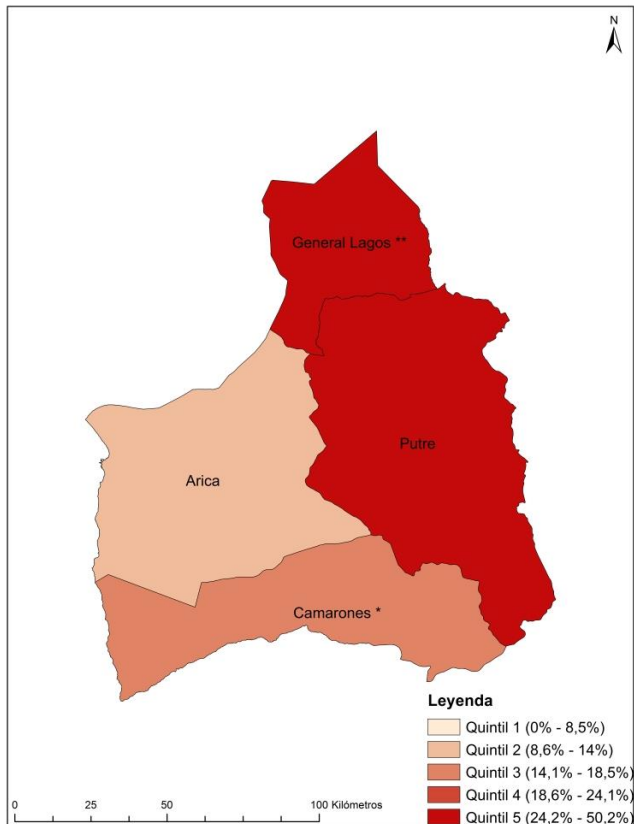 N
General Lagos **
Putre
Arica
Camarones *
Leyenda
Quintil 1 (0% - 8,5%)
Quintil 2 (8,6% - 14%)
Quintil 3 (14,1% - 18,5%)
Quintil 4 (18,6% - 24,1%)
Quintil 5 (24,2% - 50,2%)
0 25 50 100 Kilómetros